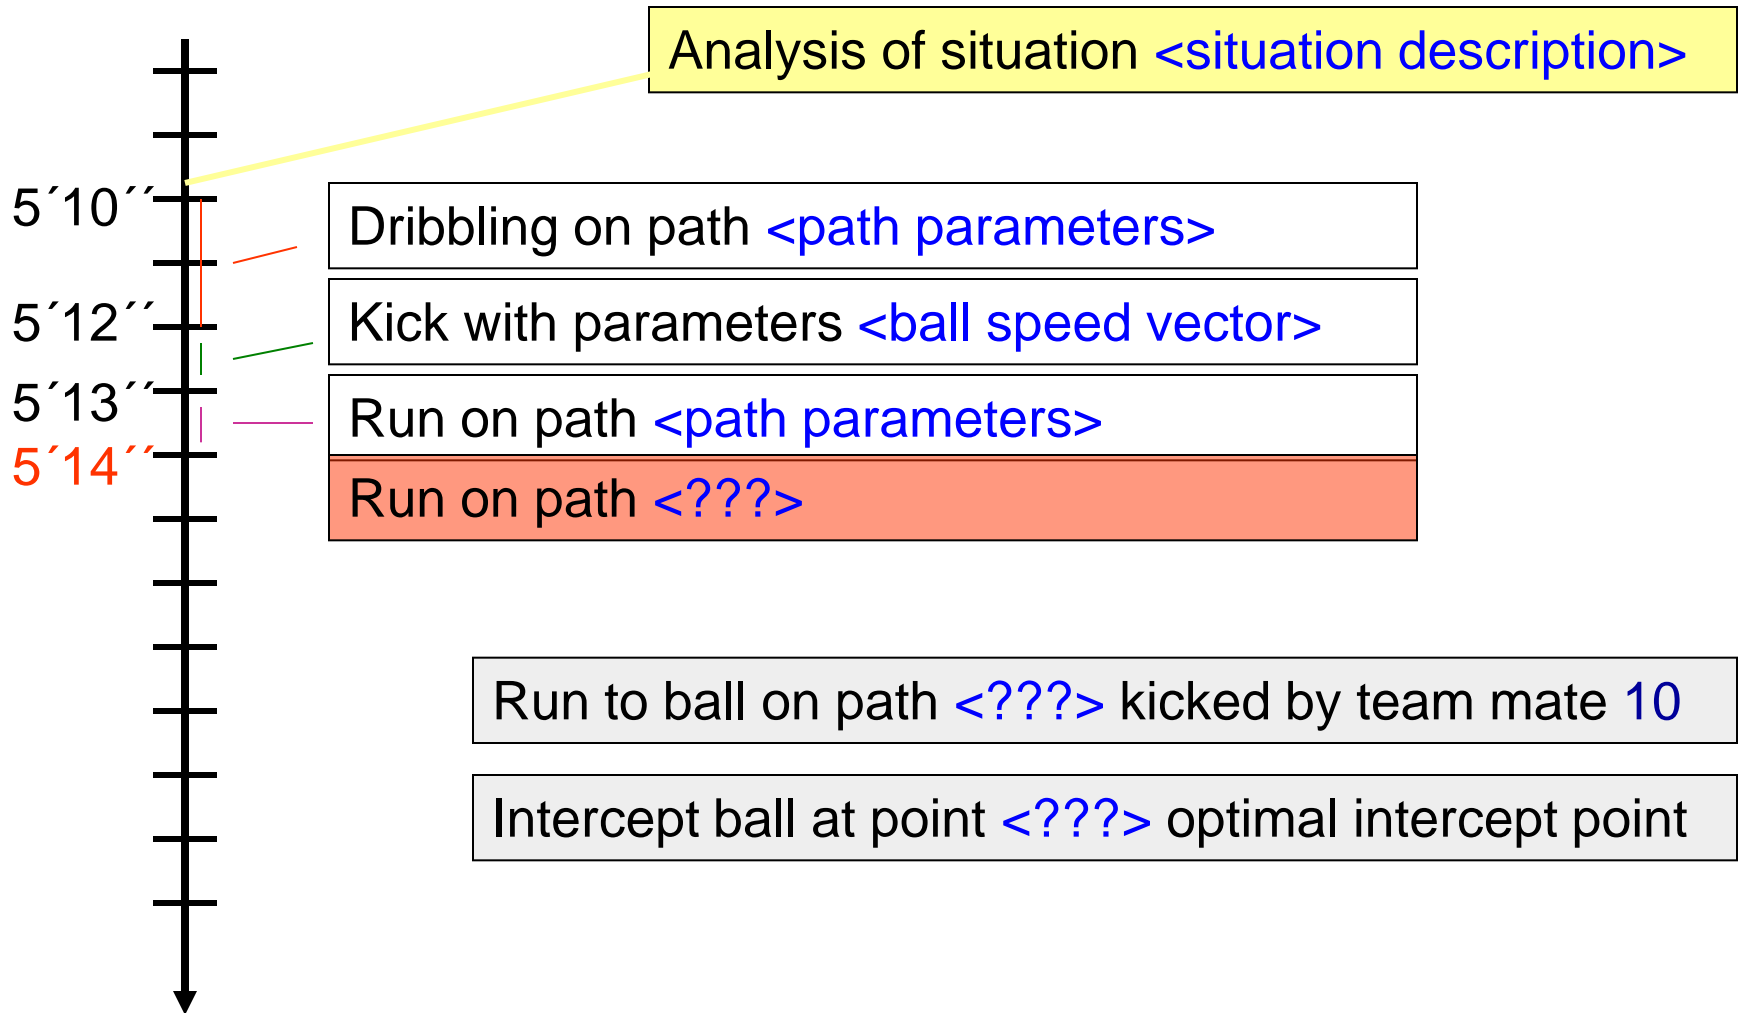 Analysis of situation <situation description>
5´10´´
Dribbling on path <path parameters>
5´12´´
Kick with parameters <ball speed vector>
5´13´´
Run on path <path parameters>
5´14´´
Run on path <???>
Run to ball on path <???> kicked by team mate 10
Intercept ball at point <???> optimal intercept point